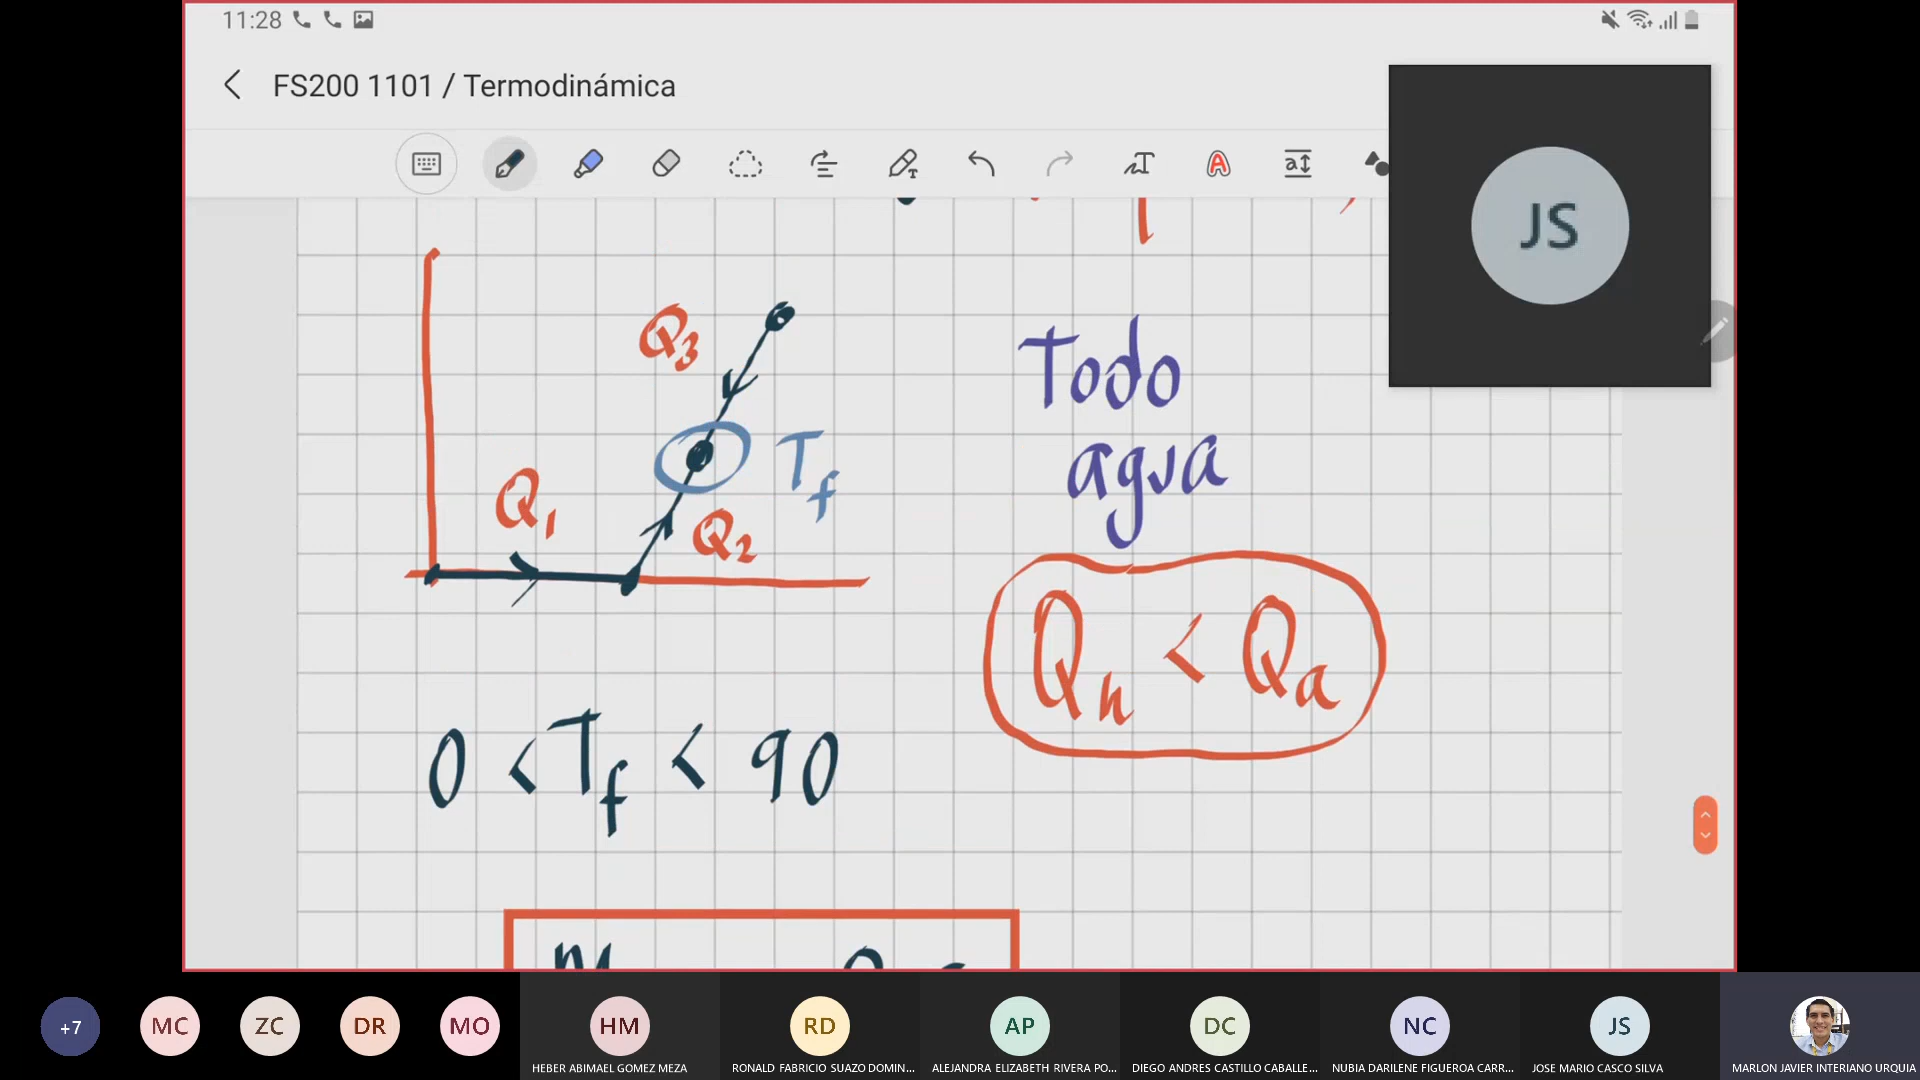 11:28
FS200 1101 / Termodinámica
JS
Q3
Todo
agua
Tf
Q1
Q2
Qh < Qa
0 < Tf < 90
+7
MC
ZC
DR
MO
HM
RD
AP
DC
NC
JS
HEBER ABIMAEL GOMEZ MEZA
RONALD FABRICIO SUAZO DOMIN...
ALEJANDRA ELIZABETH RIVERA PO...
DIEGO ANDRES CASTILLO CABALLE...
NUBIA DARILENE FIGUEROA CARR...
JOSE MARIO CASCO SILVA
MARLON JAVIER INTERIANO URQUIA